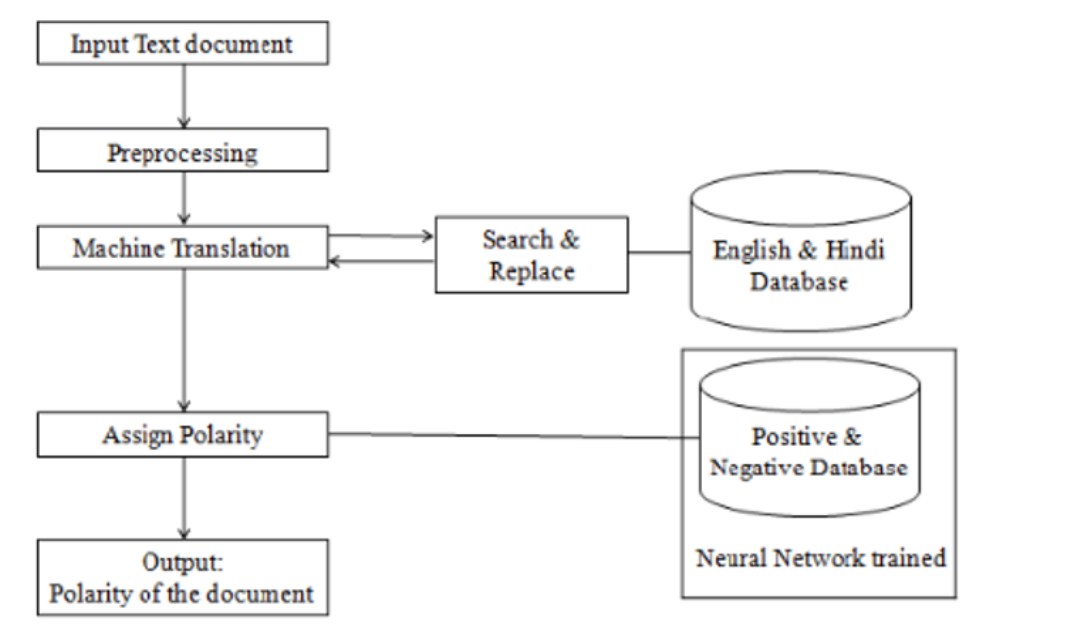 Input Text document
Preprocessing
Machine Translation
Search &
Replace
English & Hindi
Database
Assign Polarity
Positive &
Negative Database
Neural Network trained
Output:
Polarity of the document